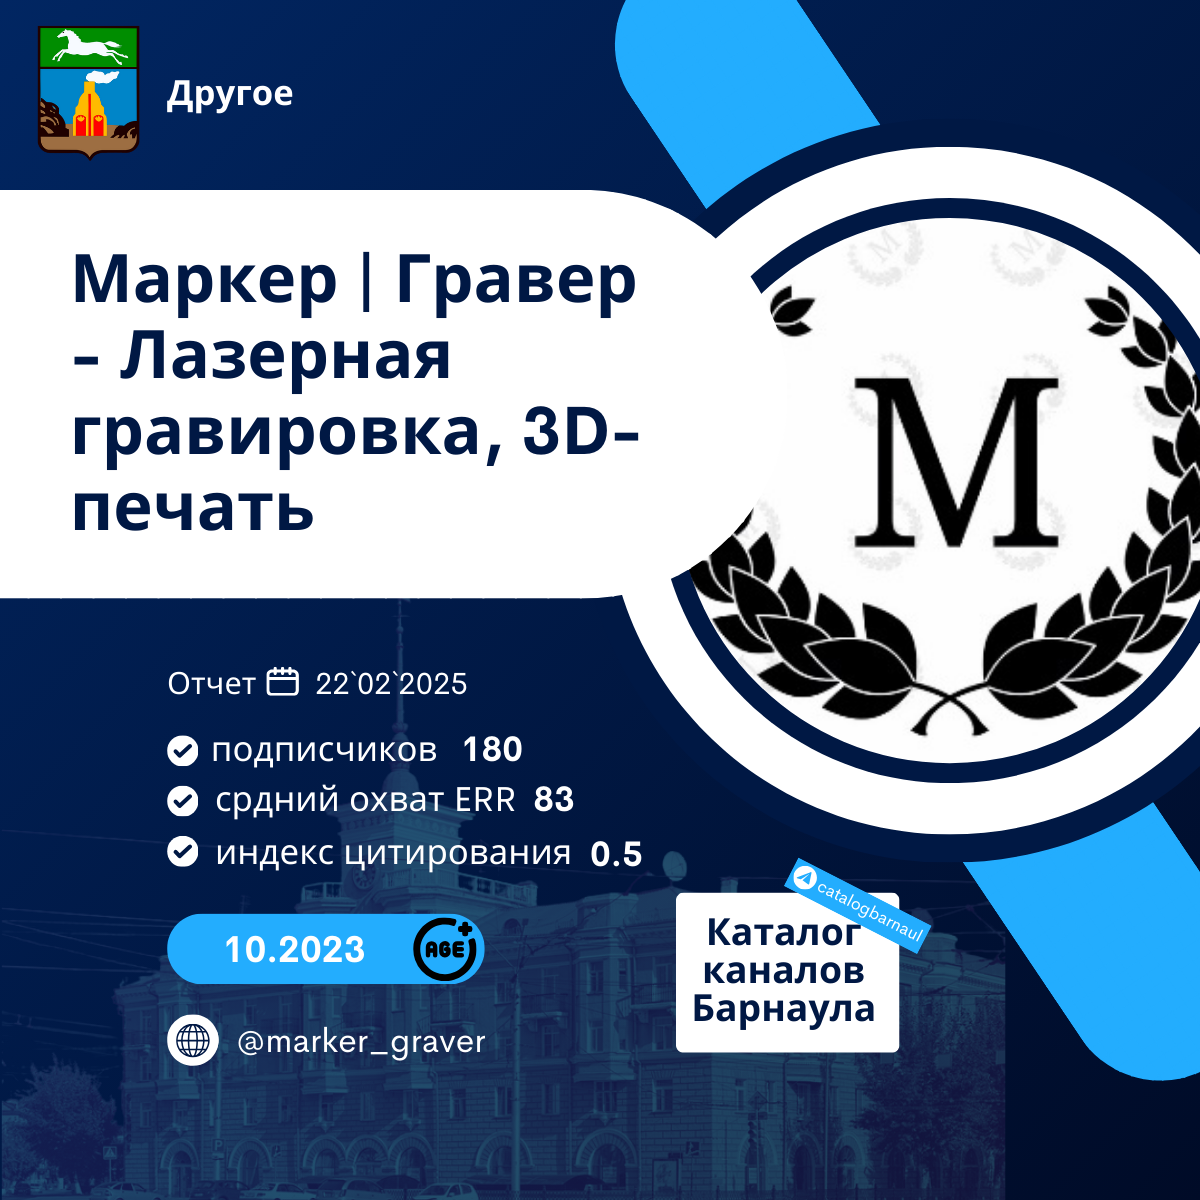 Другое
Маркер | Гравер
- Лазерная
гравировка, 3D-
печать
M
Отчет 22`02`2025
подписчиков 180
срдний охват ERR 83
индекс цитирования 0.5
10.2023
AGE
@marker_graver
catalogbarnaul
Каталог
каналов
Барнаула